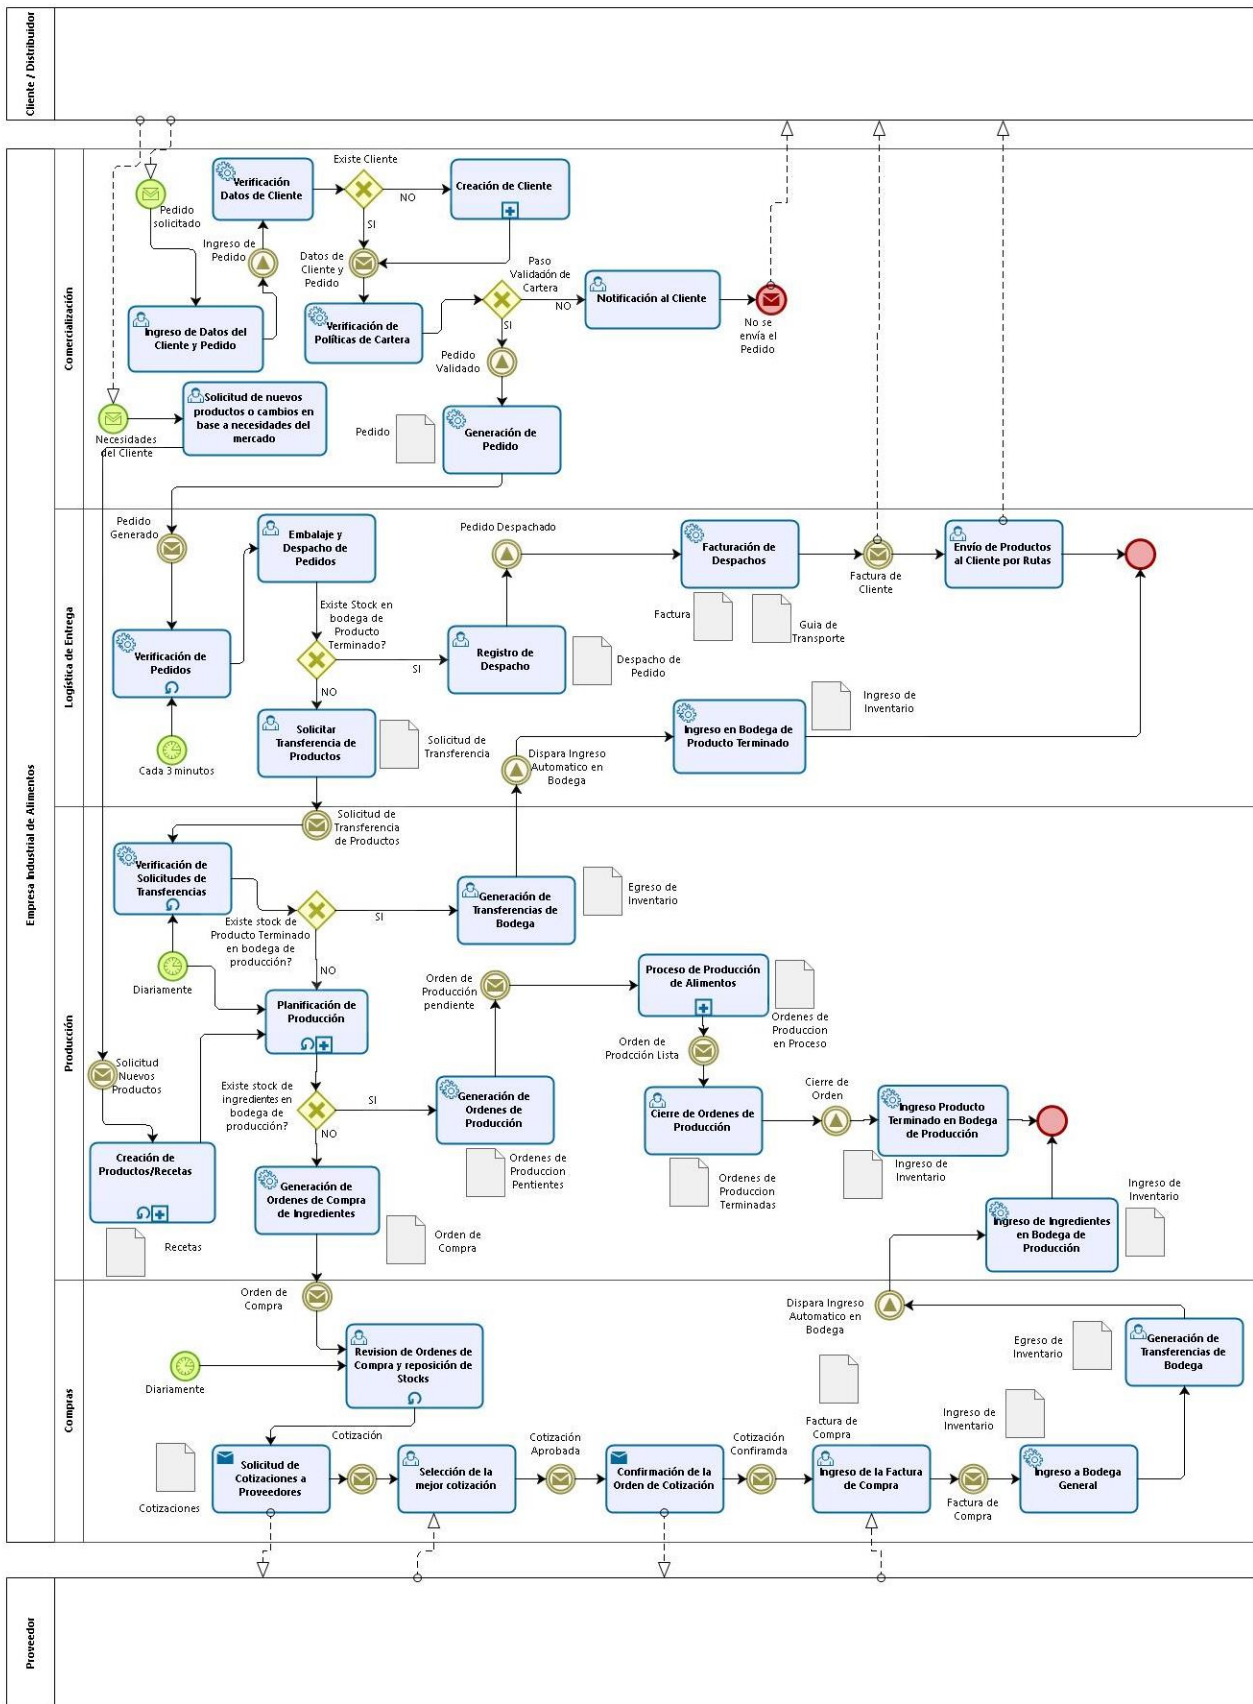 Cliente / Distribuidor
Empresa Industrial de Alimentos
Comercialización
Pedido
solicitado
Verificación
Datos de Cliente
Existe Cliente
NO
SI
Creación de Cliente
Ingreso de
Pedido
Datos de
Cliente y
Pedido
Paso
Validación de
Cartera
NO
SI
Notificación al Cliente
No se
envía el
Pedido
Ingreso de Datos del
Cliente y Pedido
Verificación de
Políticas de Cartera
Pedido
Validado
Necesidades
del Cliente
Solicitud de nuevos
productos o cambios en
base a necesidades del
mercado
Pedido
Generación de
Pedido
Logística de Entrega
Pedido
Generado
Embalaje y
Despacho de
Pedidos
Pedido Despachado
Facturación de
Despachos
Factura de
Cliente
Envío de Productos
al Cliente por Rutas
Factura
Guia de
Transporte
Existe Stock en
bodega de
Producto
Terminado?
SI
NO
Verificación de
Pedidos
Registro de
Despacho
Despacho de
Pedido
Cada 3 minutos
Solicitar
Transferencia de
Productos
Solicitud de
Transferencia
Dispara Ingreso
Automatico en
Bodega
Ingreso en Bodega de
Producto Terminado
Ingreso de
Inventario
Producción
Solicitud de
Transferencia
de Productos
Verificación de
Solicitudes de
Transferencias
Existe stock de
Producto Terminado
en bodega de
producción?
SI
NO
Generación de
Transferencias de
Bodega
Egreso de
Inventario
Diariamente
Planificación de
Producción
Orden de
Producción
pendiente
Proceso de Producción
de Alimentos
Ordenes de
Produccion
en Proceso
Orden de
Prodcción Lista
Solicitud
Nuevos
Productos
Existe stock de
ingredientes en
bodega de
producción?
SI
NO
Generación de
Ordenes de
Producción
Ordenes de
Produccion
Pentientes
Cierre de Ordenes de
Producción
Ordenes de
Produccion
Terminadas
Cierre de
Orden
Ingreso Producto
Terminado en Bodega
de Producción
Ingreso de
Inventario
Creación de
Productos/Recetas
Recetas
Generación de
Ordenes de Compra
de Ingredientes
Orden de
Compra
Ingreso de
Inventario
Ingreso de Ingredientes
en Bodega de
Producción
Compras
Orden de
Compra
Revision de Ordenes de
Compra y reposición de
Stocks
Diariamente
Dispara Ingreso
Automatico en
Bodega
Egreso de
Inventario
Generación de
Transferencias de
Bodega
Cotizaciones
Solicitud de
Cotizaciones a
Proveedores
Cotización
Selección de la
mejor cotización
Cotización
Aprobada
Confirmación de la
Orden de Cotización
Cotización
Confiramda
Factura de
Compra
Ingreso de la Factura
de Compra
Factura de
Compra
Ingreso de
Inventario
Ingreso a Bodega
General
Proveedor